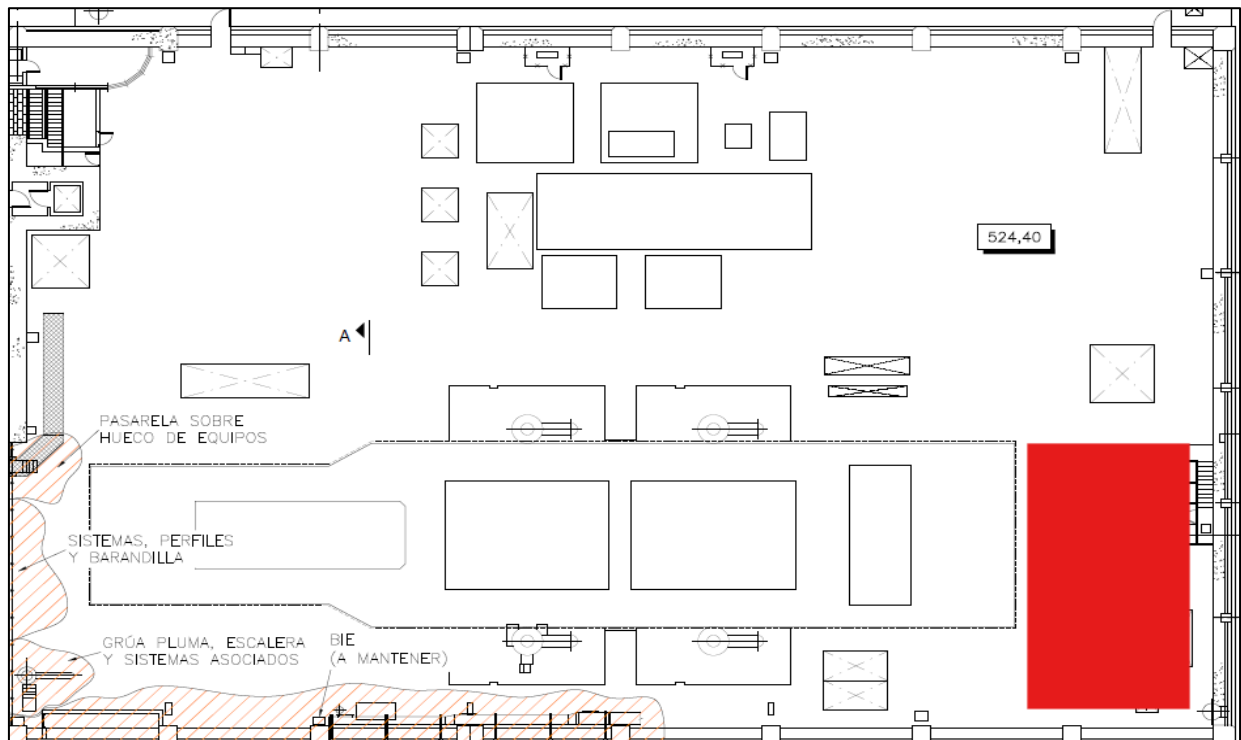 524,40
A
PASARELA SOBRE
HUECO DE EQUIPOS
SISTEMAS, PERFILES
Y BARANDILLA
GRÚA PLUMA, ESCALERA
Y SISTEMAS ASOCIADOS
BIE
(A MANTENER)